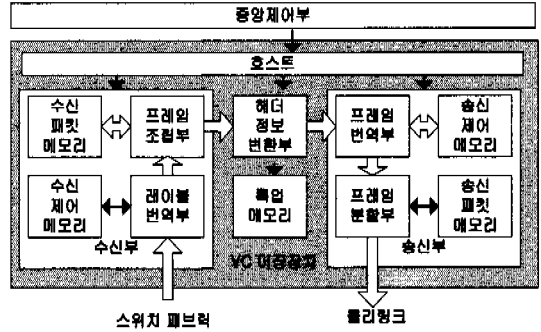 중앙제어부
호스트
수신
패킷
메모리
프레임
조립부
헤더
정보
변환부
프레임
번역부
송신
제어
메모리
수신
제어
메모리
레이블
번역부
룩업
메모리
프레임
분할부
송신
패킷
메모리
수신부
송신부
VC
스위치 패브릭
물리링크